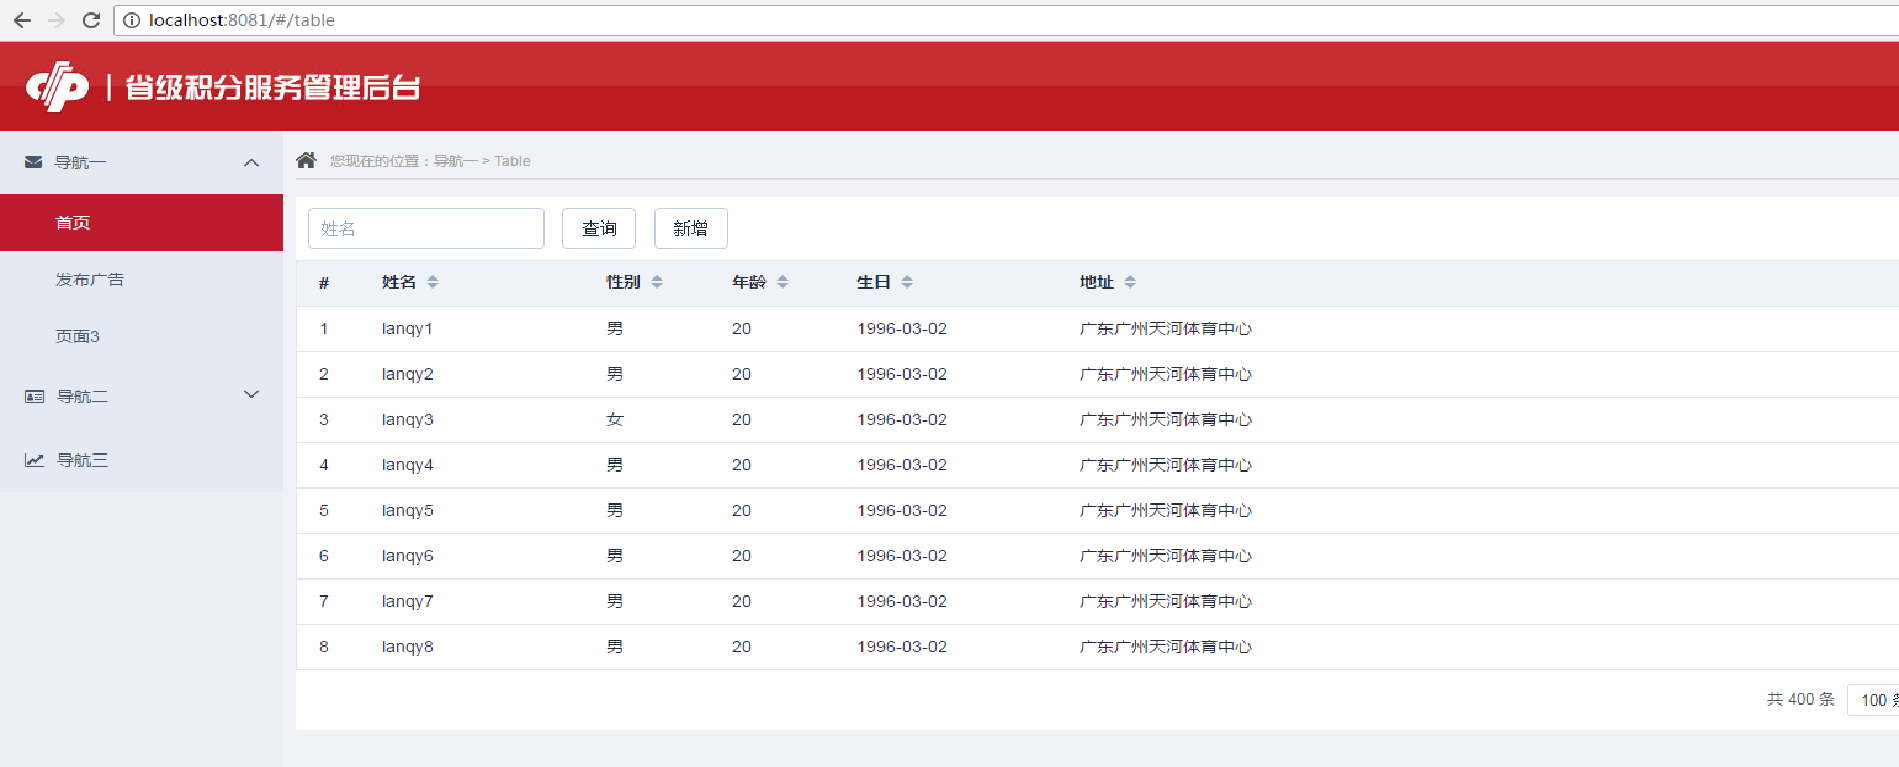 localhost:8081/#/table
省级积分服务管理后台
导航一
首页
发布广告
页面3
导航二
导航三
您现在的位置：导航一 > Table
姓名 查询 新增
# 姓名 性别 年龄 生日 地址
1 lanqy1 男 20 1996-03-02 广东广州天河体育中心
2 lanqy2 男 20 1996-03-02 广东广州天河体育中心
3 lanqy3 女 20 1996-03-02 广东广州天河体育中心
4 lanqy4 男 20 1996-03-02 广东广州天河体育中心
5 lanqy5 男 20 1996-03-02 广东广州天河体育中心
6 lanqy6 男 20 1996-03-02 广东广州天河体育中心
7 lanqy7 男 20 1996-03-02 广东广州天河体育中心
8 lanqy8 男 20 1996-03-02 广东广州天河体育中心
共 400 条 100